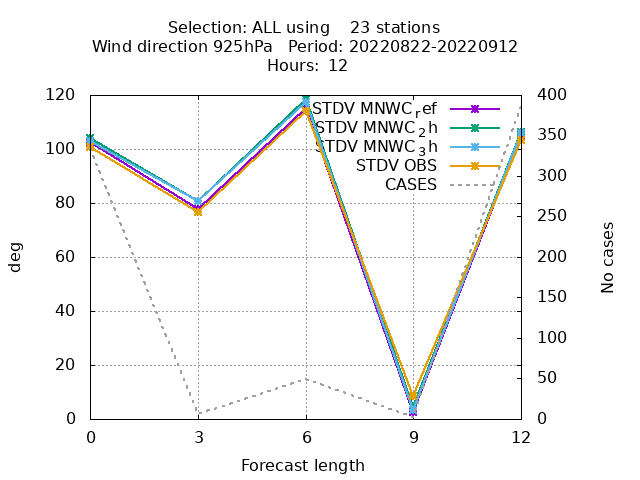 Selection: ALL using    23 stations
Wind direction 925hPa   Period: 20220822-20220912
Hours:  12
120
100
80
60
40
20
0
deg
STDV MNWC_ref
STDV MNWC_2h
STDV MNWC_3h
STDV OBS
CASES
400
350
300
250
200
150
100
50
0
No cases
0 3 6 9 12
Forecast length